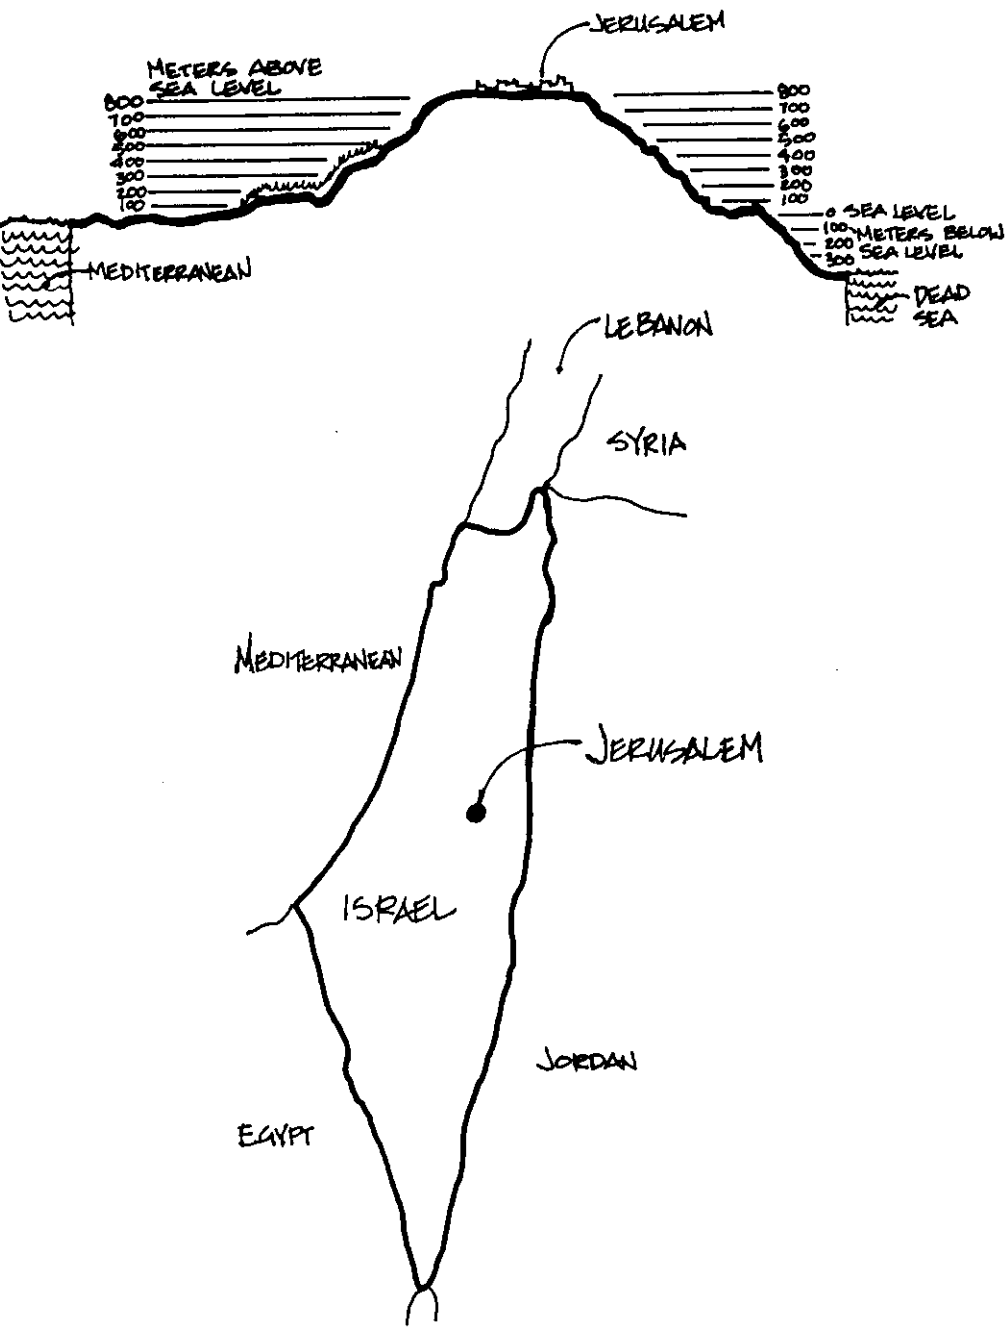 JERUSALEM
METERS ABOVE
SEA LEVEL
800
700
600
500
400
300
200
100
800
700
600
500
400
300
200
100
0 SEA LEVEL
100 METERS BELOW
200 SEA LEVEL
300
MEDITERRANEAN
DEAD
SEA
LEBANON
SYRIA
MEDITERRANEAN
JERUSALEM
ISRAEL
JORDAN
EGYPT